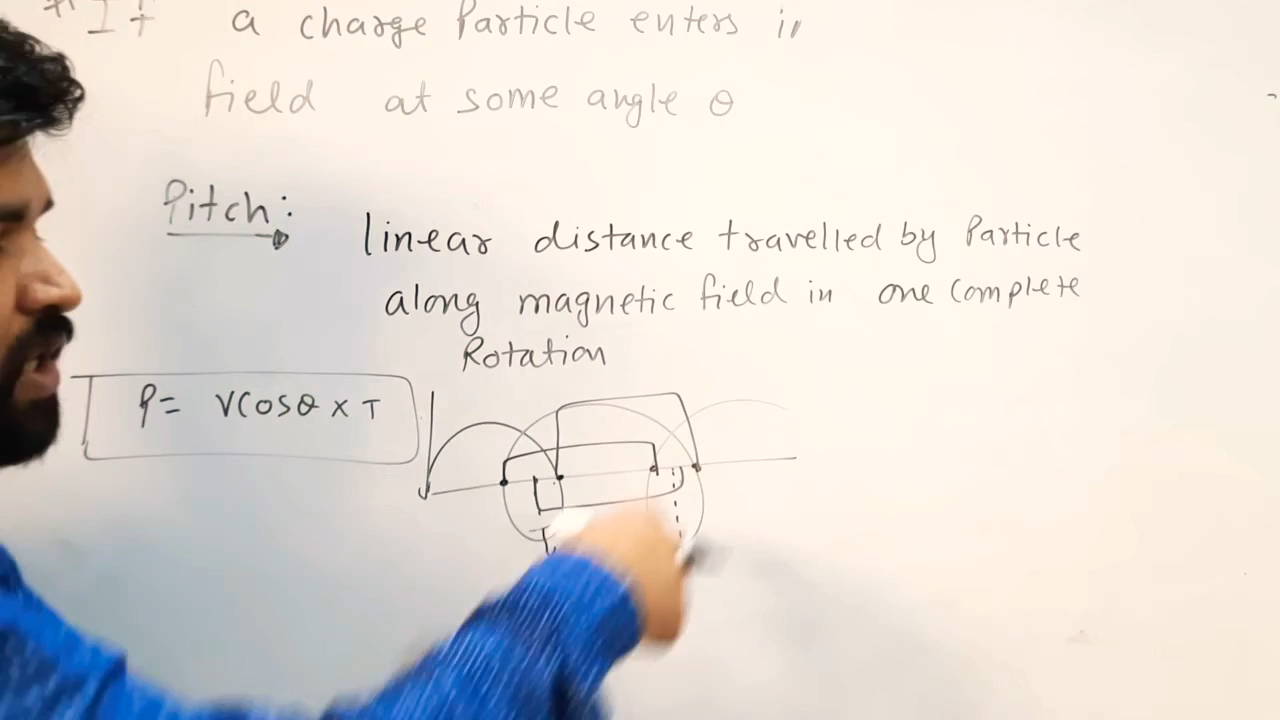 If a charge Particle enters in
field at some angle θ
Pitch:
linear distance travelled by Particle
along magnetic field in one complete
Rotation
P = VCosθ x T